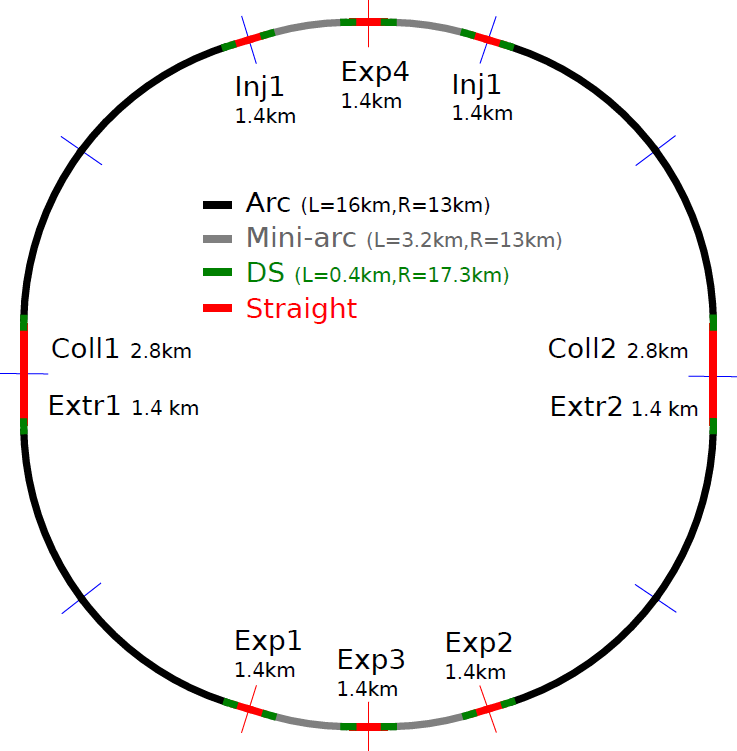 Inj1
1.4km
Exp4
1.4km
Inj1
1.4km
Arc (L=16km,R=13km)
Mini-arc (L=3.2km,R=13km)
DS (L=0.4km,R=17.3km)
Straight
Coll1 2.8km
Extr1 1.4 km
Coll2 2.8km
Extr2 1.4 km
Exp1
1.4km
Exp3
1.4km
Exp2
1.4km